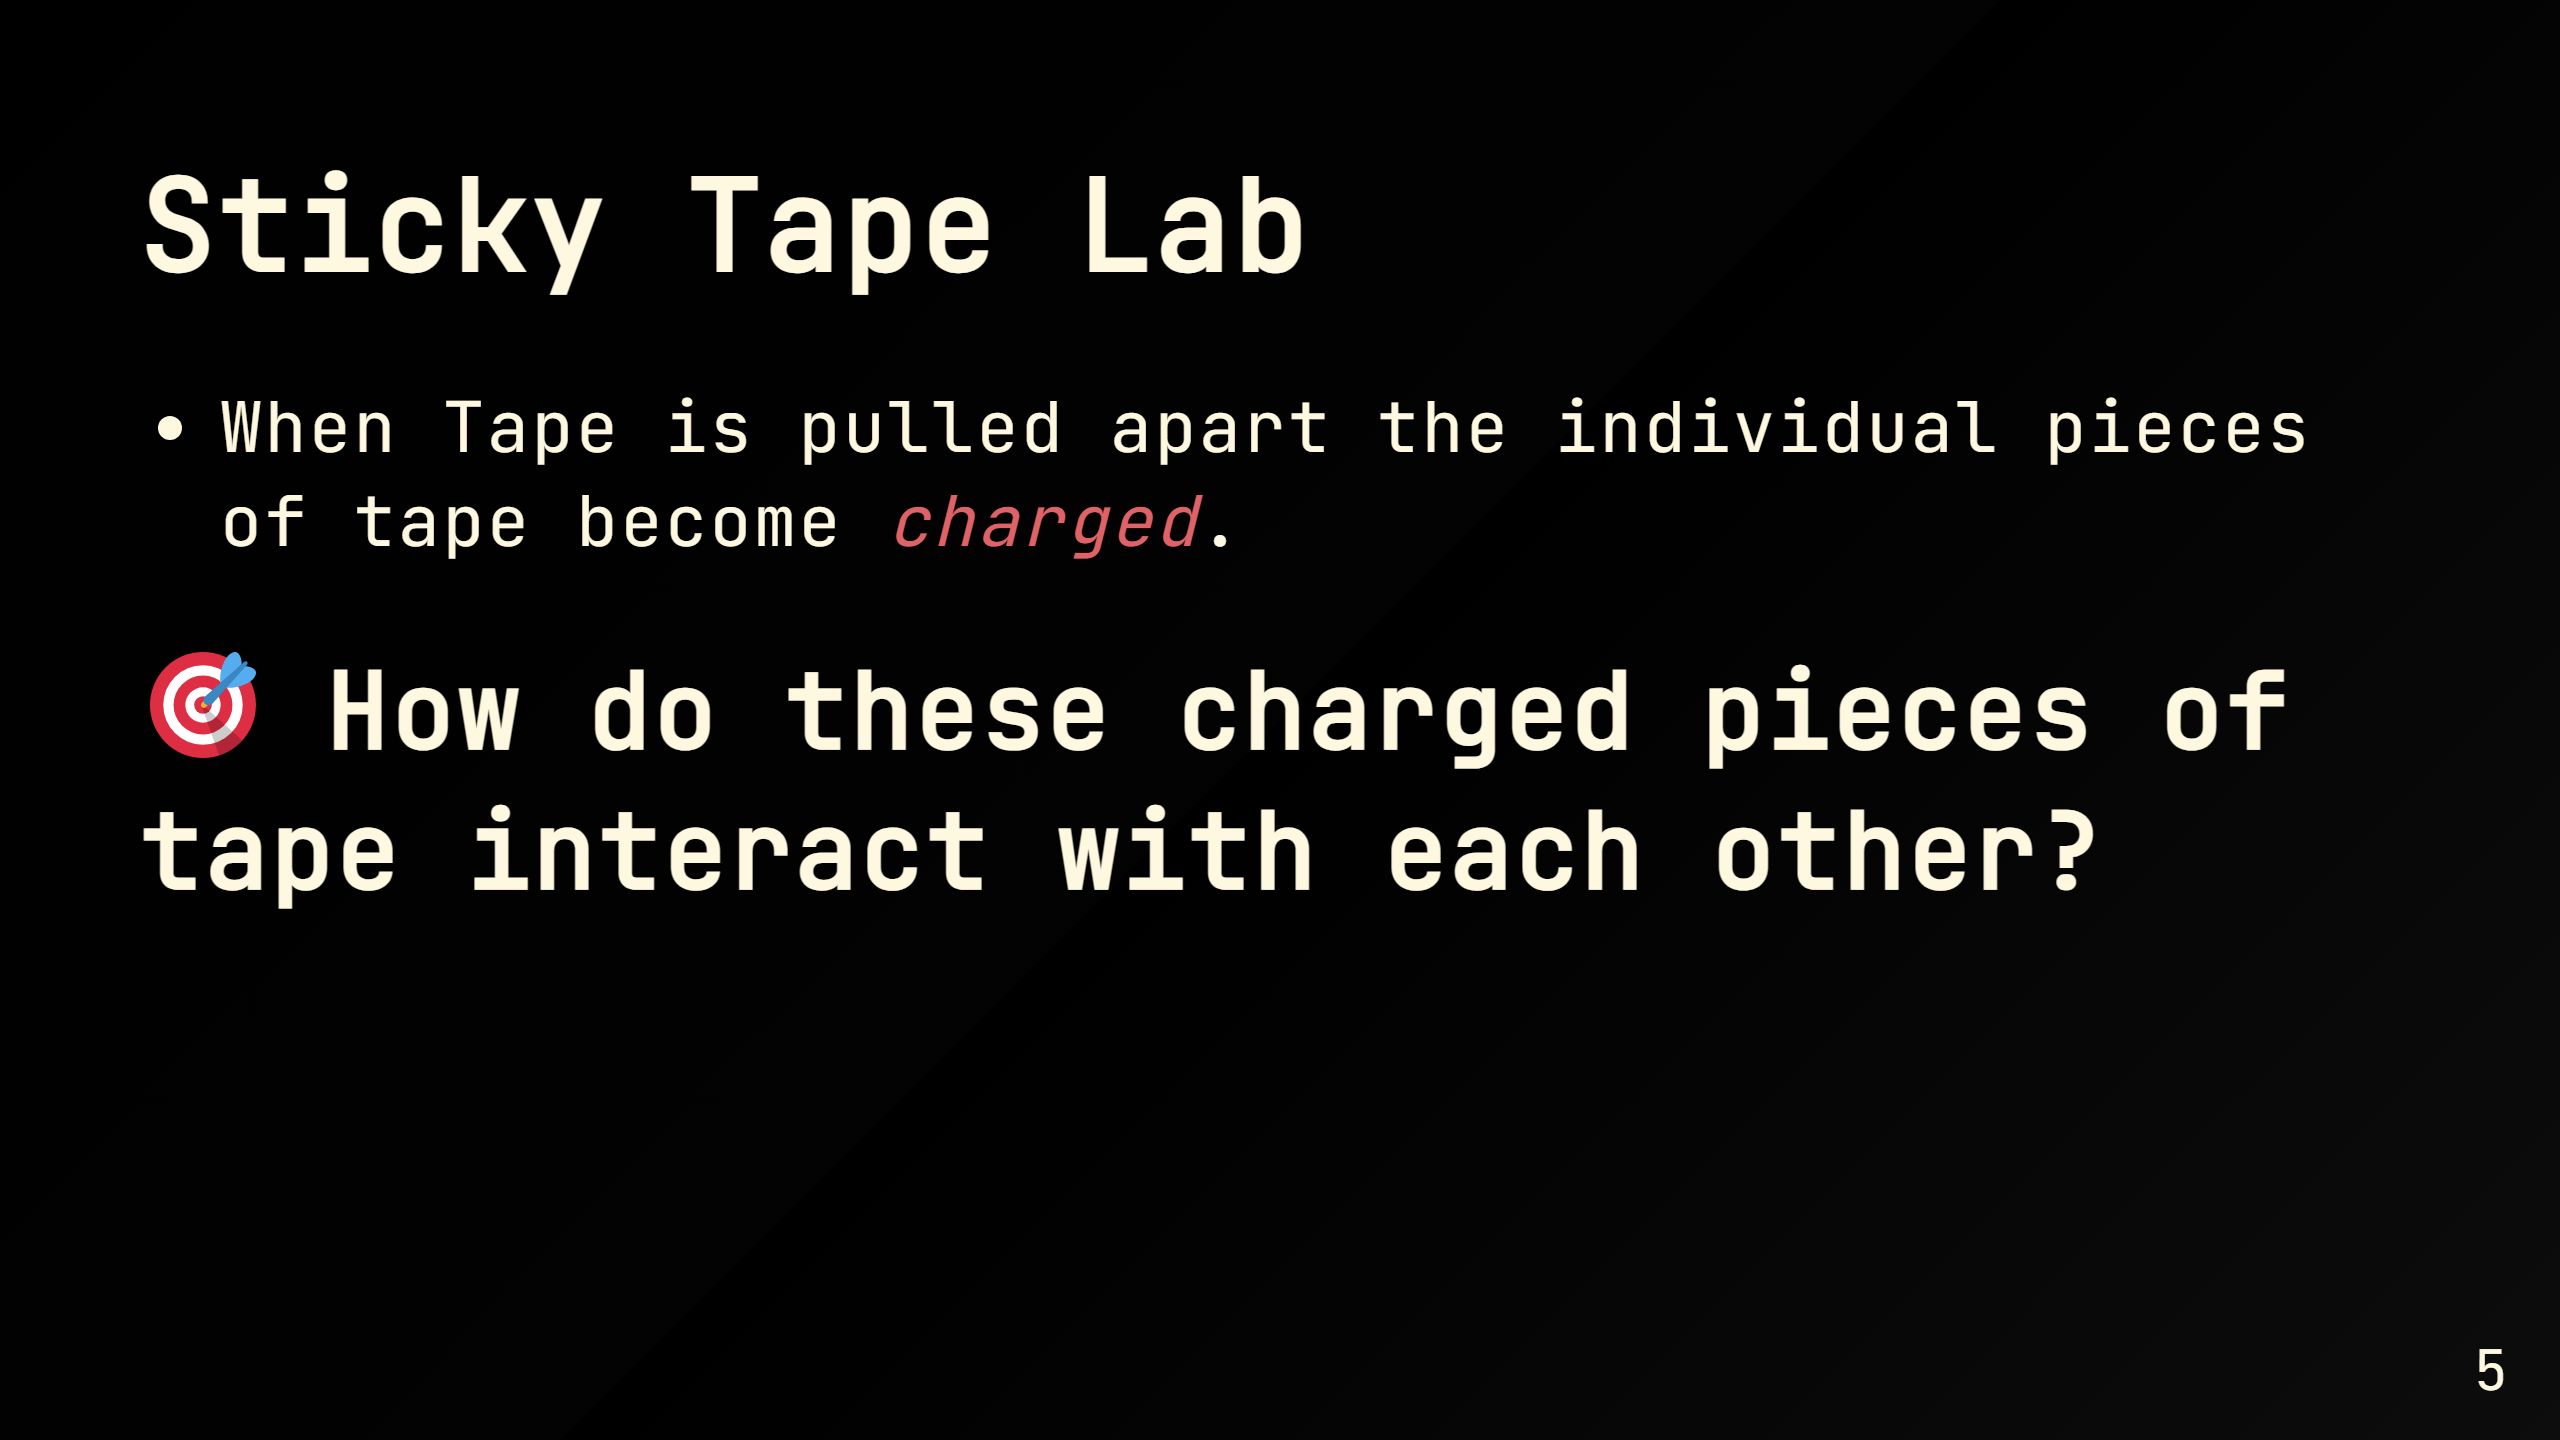 Sticky Tape Lab
• When Tape is pulled apart the individual pieces
of tape become charged.
🎯 How do these charged pieces of
tape interact with each other?
5